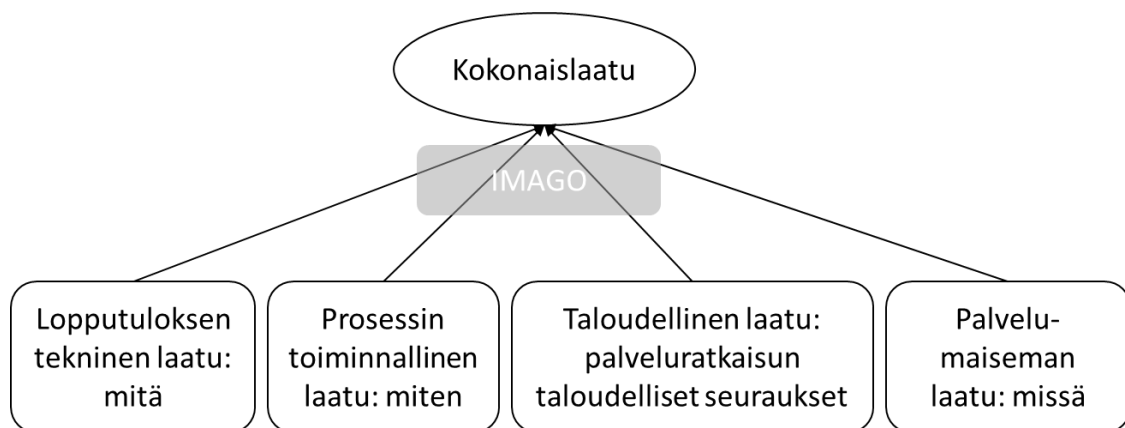 Kokonaislaatu
IMAGO
Lopputuloksen
tekninen laatu:
mitä
Prosessin
toiminnallinen
laatu: miten
Taloudellinen laatu:
palveluratkaisun
taloudelliset seuraukset
Palvelu-
maiseman
laatu: missä